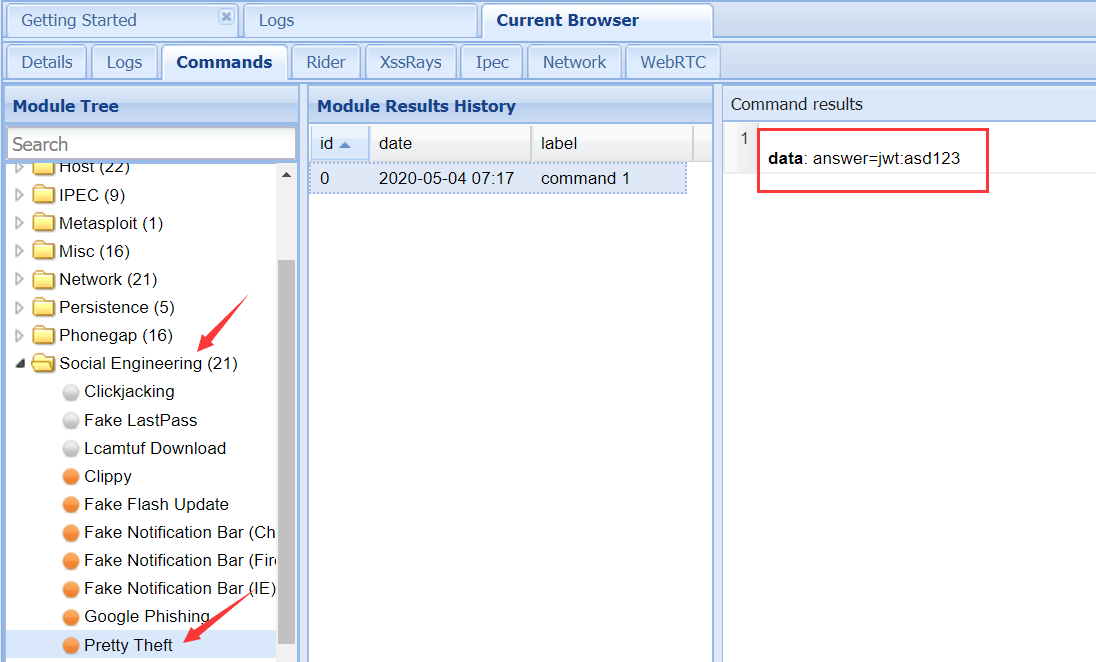 Getting Started Logs Current Browser
Details Logs Commands Rider XssRays Ipec Network WebRTC
Module Tree
Search
Host (22)
IPEC (9)
Metasploit (1)
Misc (16)
Network (21)
Persistence (5)
Phonegap (16)
Social Engineering (21)
Clickjacking
Fake LastPass
Lcamtuf Download
Clippy
Fake Flash Update
Fake Notification Bar (Ch
Fake Notification Bar (Fire
Fake Notification Bar (IE)
Google Phishing
Pretty Theft
Module Results History
id date label
0 2020-05-04 07:17 command 1
Command results
1
data: answer=jwt:asd123